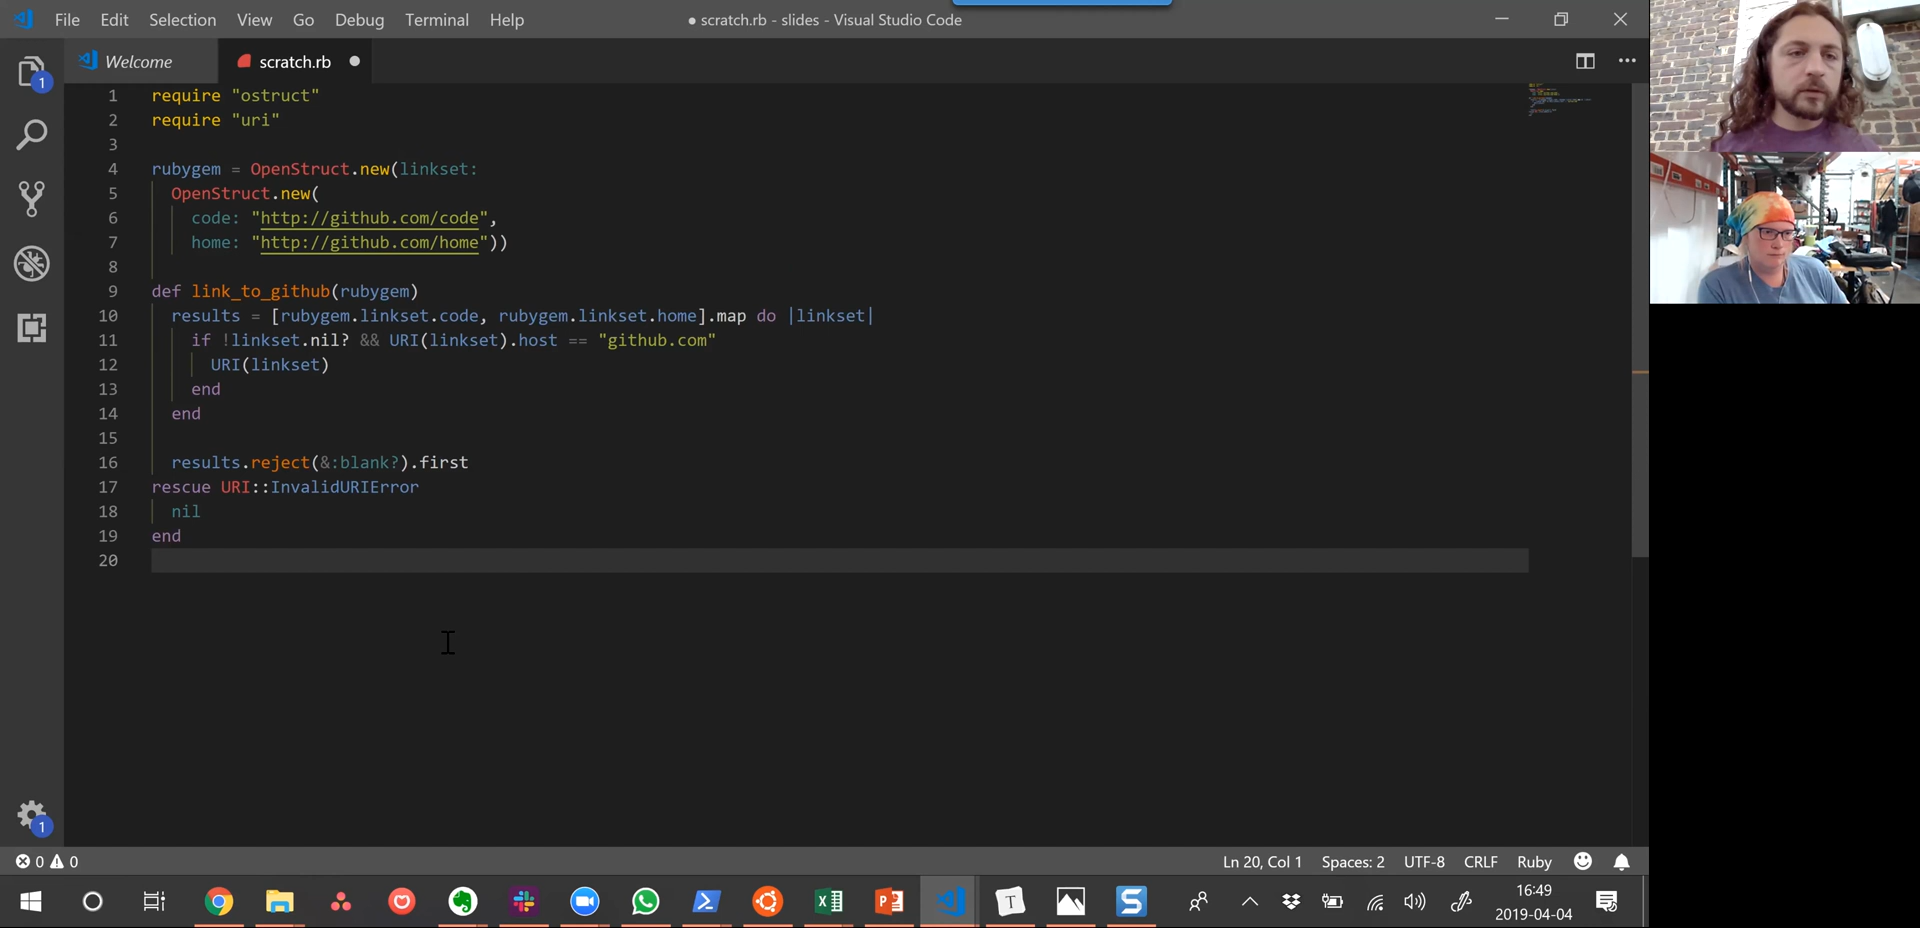 File Edit Selection View Go Debug Terminal Help ● scratch.rb - slides - Visual Studio Code
Welcome scratch.rb
1 require "ostruct"
2 require "uri"
3
4 rubygem = OpenStruct.new(linkset:
5 OpenStruct.new(
6 code: "http://github.com/code",
7 home: "http://github.com/home"))
8
9 def link_to_github(rubygem)
10 results = [rubygem.linkset.code, rubygem.linkset.home].map do |linkset|
11 if !linkset.nil? && URI(linkset).host == "github.com"
12 URI(linkset)
13 end
14 end
15
16 results.reject(&:blank?).first
17 rescue URI::InvalidURIError
18 nil
19 end
20
1
1
0 0 Ln 20, Col 1 Spaces: 2 UTF-8 CRLF Ruby
16:49
2019-04-04